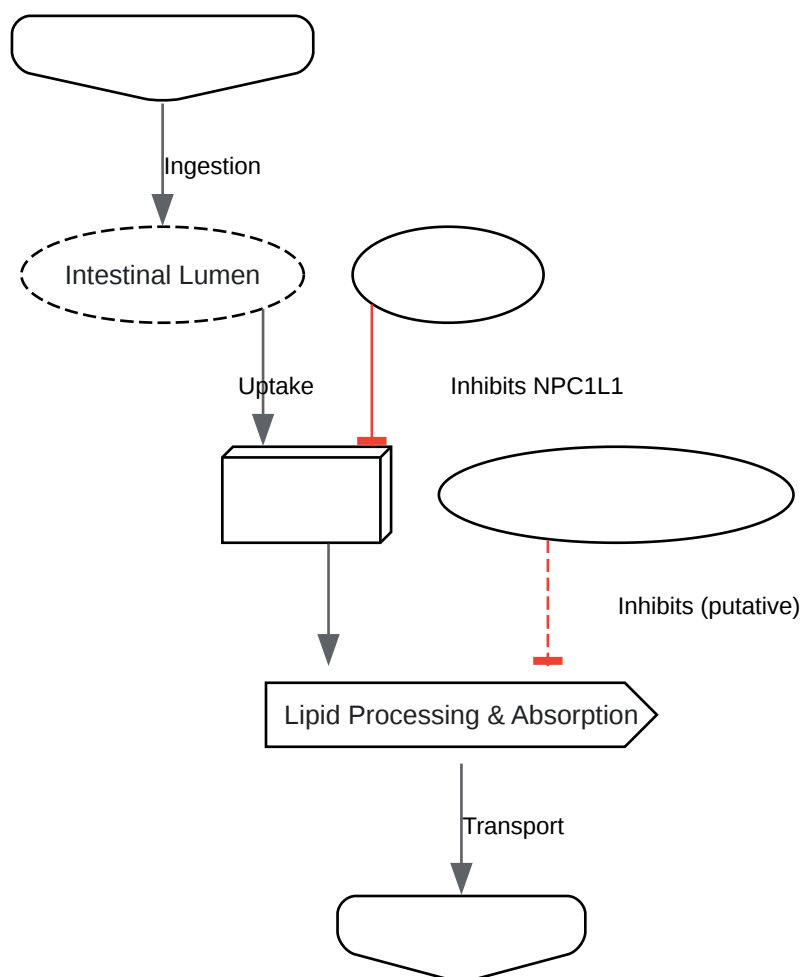 Ingestion
Intestinal Lumen
Uptake
Inhibits NPC1L1
Inhibits (putative)
Lipid Processing & Absorption
Transport